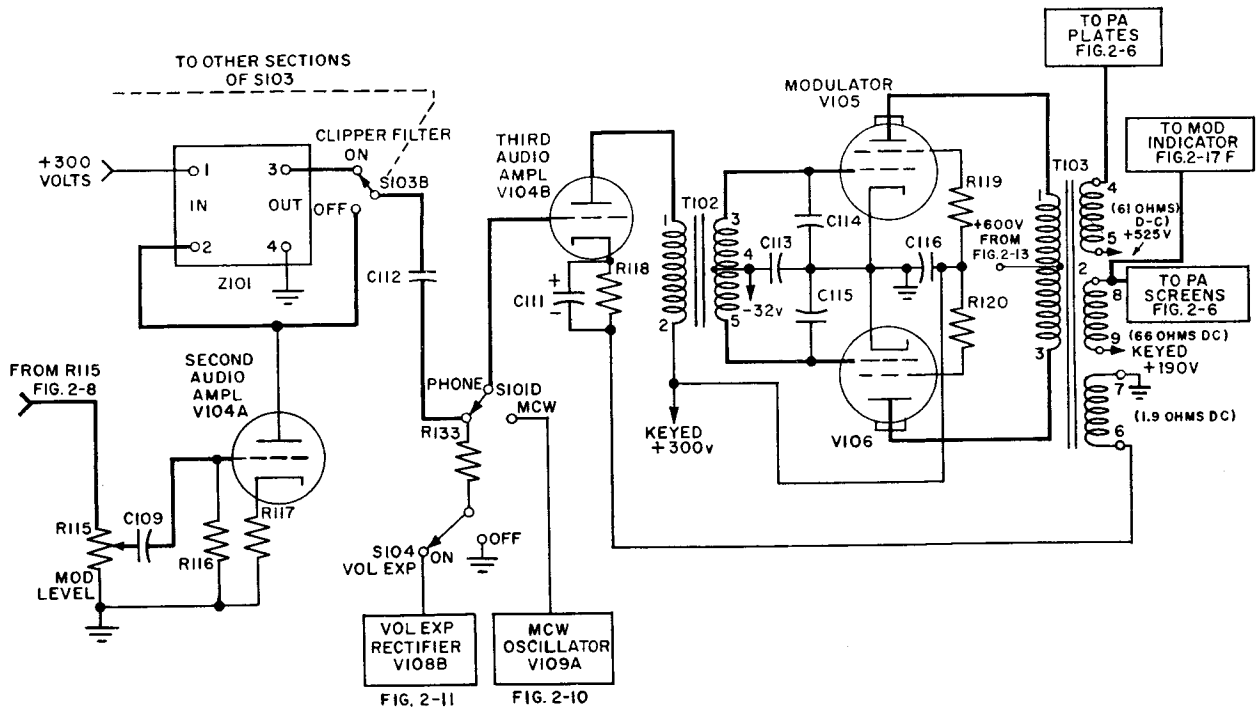 TO OTHER SECTIONS
OF S103
CLIPPER FILTER
ON
S103B
OFF
+300
VOLTS
1
3
IN
OUT
2
4
Z101
C112
SECOND
AUDIO
AMPL
V104A
FROM R115
FIG. 2-8
R115
MOD
LEVEL
C109
R116
R117
THIRD
AUDIO
AMPL
V104B
C111
+
-
R118
PHONE
S101D
MCW
R133
S104
VOL EXP
ON
OFF
VOL EXP
RECTIFIER
V108B
FIG. 2-11
MCW
OSCILLATOR
V109A
FIG. 2-10
T102
1
2
3
4
5
-32V
KEYED
+300V
C113
C114
C115
C116
MODULATOR
V105
V106
R119
R120
+600V
FROM
FIG.2-13
T103
1
2
3
4
(61 OHMS)
D-C)
+525V
5
8
9
(66 OHMS DC)
KEYED
+190V
7
6
(1.9 OHMS DC)
TO PA
PLATES
FIG. 2-6
TO MOD
INDICATOR
FIG.2-17 F
TO PA
SCREENS
FIG. 2-6